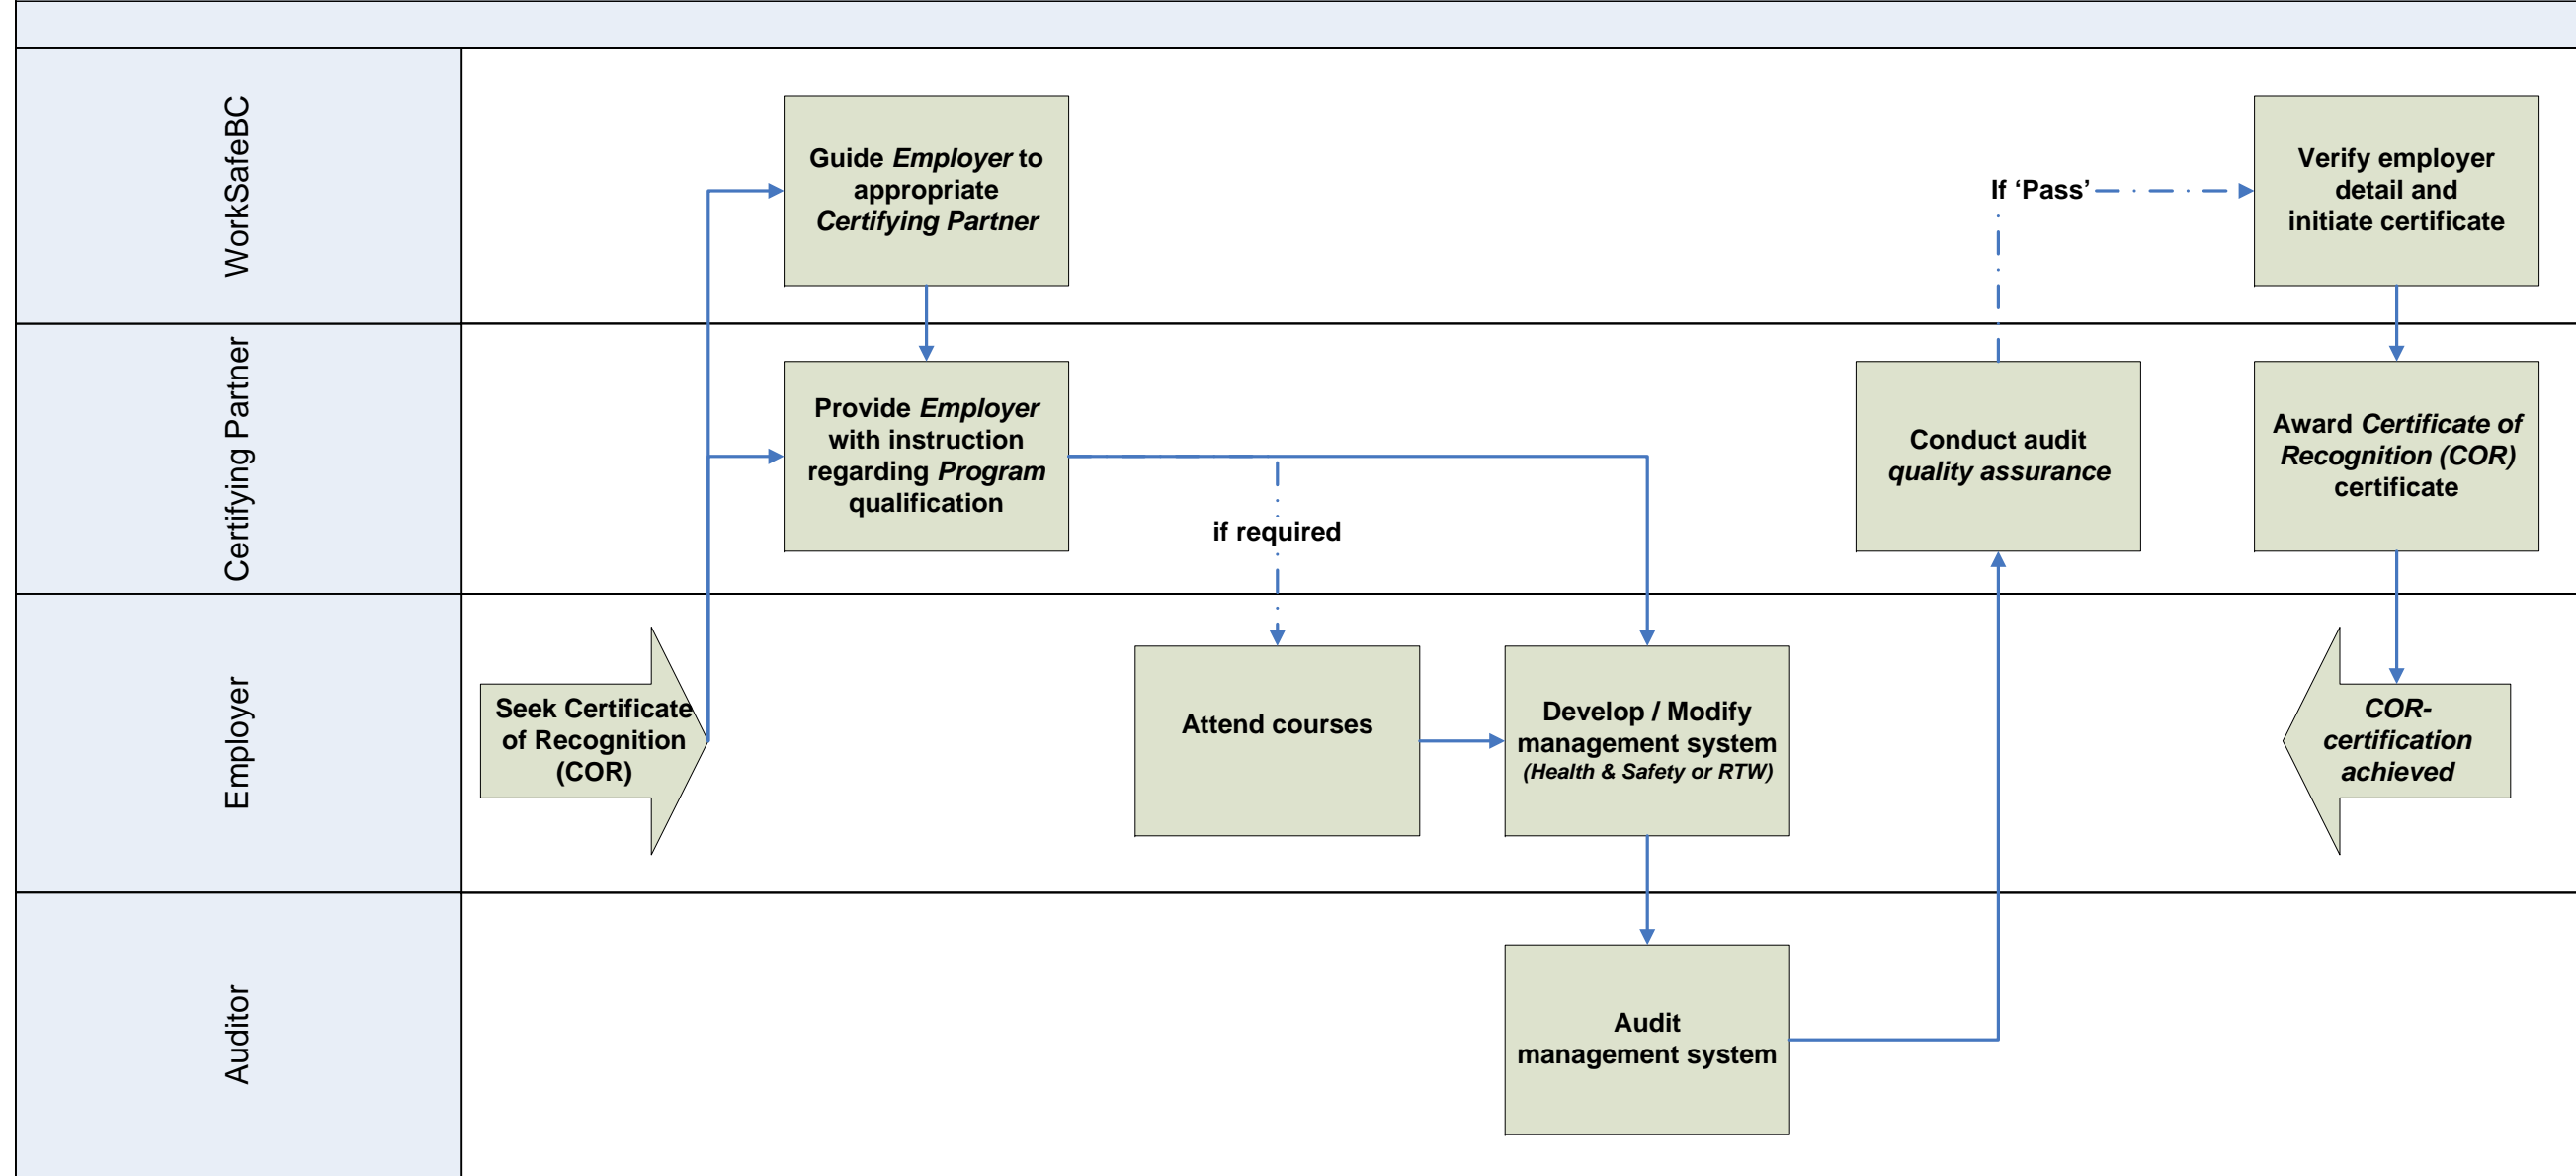 WorkSafeBC
Guide Employer to
appropriate
Certifying Partner
If ‘Pass’
Verify employer
detail and
initiate certificate
Certifying Partner
Provide Employer
with instruction
regarding Program
qualification
if required
Conduct audit
quality assurance
Award Certificate of
Recognition (COR)
certificate
Employer
Seek Certificate
of Recognition
(COR)
Attend courses
Develop / Modify
management system
(Health & Safety or RTW)
COR-
certification
achieved
Auditor
Audit
management system